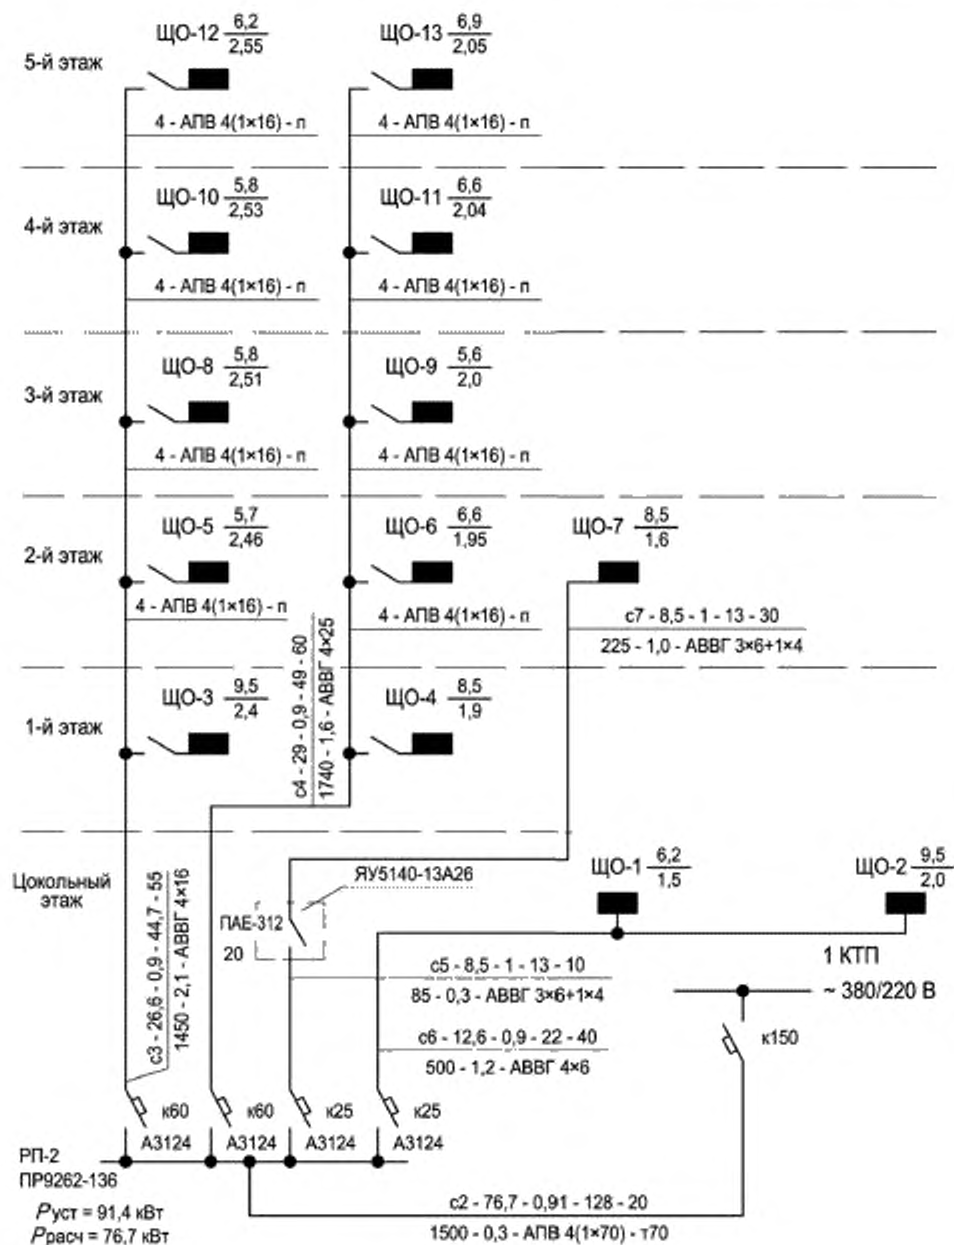 5-й этаж
ЩО-12 6,2
2,55
ЩО-13 6,9
2,05
4 - АПВ 4(1×16) - п
4 - АПВ 4(1×16) - п
4-й этаж
ЩО-10 5,8
2,53
ЩО-11 6,6
2,04
4 - АПВ 4(1×16) - п
4 - АПВ 4(1×16) - п
3-й этаж
ЩО-8 5,8
2,51
ЩО-9 5,6
2,0
4 - АПВ 4(1×16) - п
4 - АПВ 4(1×16) - п
2-й этаж
ЩО-5 5,7
2,46
ЩО-6 6,6
1,95
ЩО-7 8,5
1,6
4 - АПВ 4(1×16) - п
4 - АПВ 4(1×16) - п
с7 - 8,5 - 1 - 13 - 30
225 - 1,0 - АВВГ 3×6+1×4
1-й этаж
ЩО-3 9,5
2,4
с4 - 29 - 0,9 - 49 - 60
1740 - 1,6 - АВВГ 4×25
ЩО-4 8,5
1,9
Цокольный
этаж
с3 - 26,6 - 0,9 - 44,7 - 55
1450 - 2,1 - АВВГ 4×16
ЯУ5140-13А26
ПАЕ-312
20
ЩО-1 6,2
1,5
ЩО-2 9,5
2,0
1 КТП
~ 380/220 В
с5 - 8,5 - 1 - 13 - 10
85 - 0,3 - АВВГ 3×6+1×4
с6 - 12,6 - 0,9 - 22 - 40
500 - 1,2 - АВВГ 4×6
к150
к60
к60
к25
к25
А3124
А3124
А3124
А3124
РП-2
ПР9262-136
Pуст = 91,4 кВт
Pрасч = 76,7 кВт
с2 - 76,7 - 0,91 - 128 - 20
1500 - 0,3 - АПВ 4(1×70) - т70